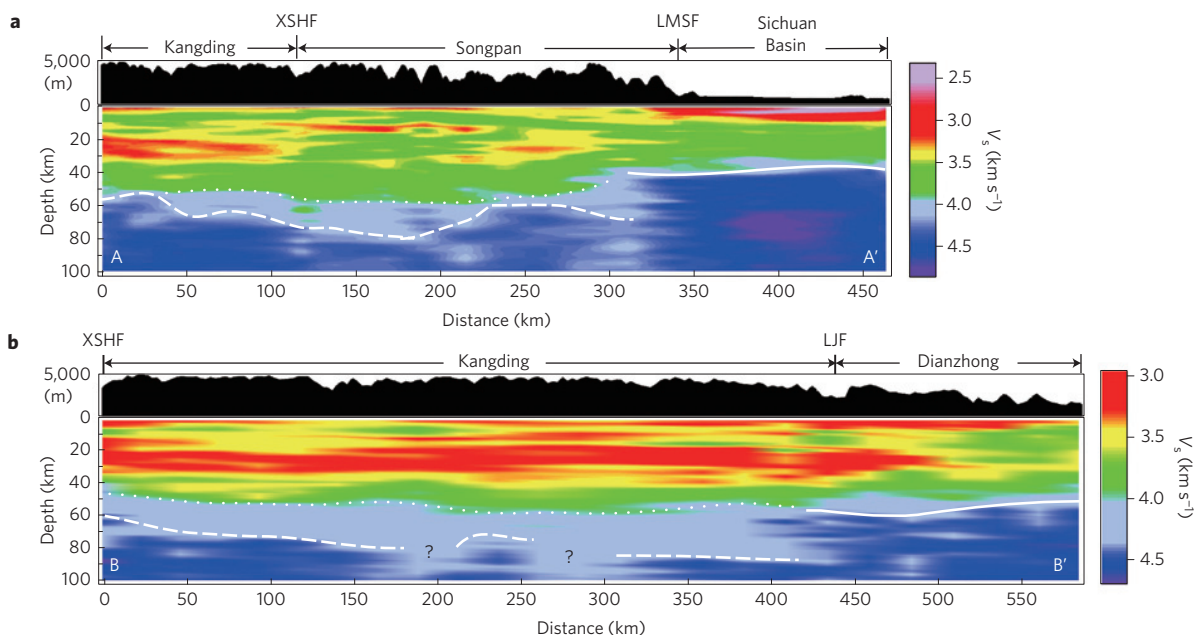 a
XSHF LMSF Sichuan
Kangding Songpan Basin
5,000
(m)
0
20
40
60
80
100
Depth (km)
A A′
0 50 100 150 200 250 300 350 400 450
Distance (km)
2.5
3.0
3.5
4.0
4.5
Vs (km s⁻¹)
b
XSHF LJF
Kangding Dianzhong
5,000
(m)
0
20
40
60
80
100
Depth (km)
? ?
B B′
0 50 100 150 200 250 300 350 400 450 500 550
Distance (km)
3.0
3.5
4.0
4.5
Vs (km s⁻¹)